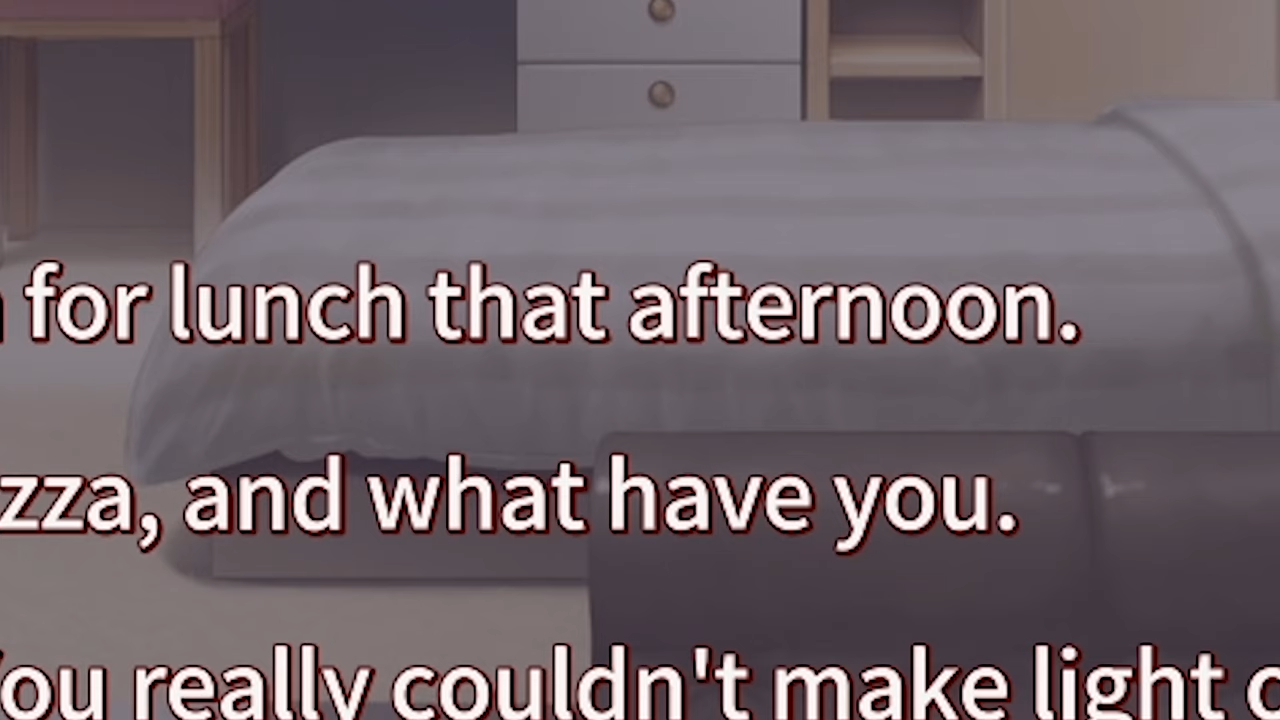 for lunch that afternoon.
zza, and what have you.
You really couldn't make light